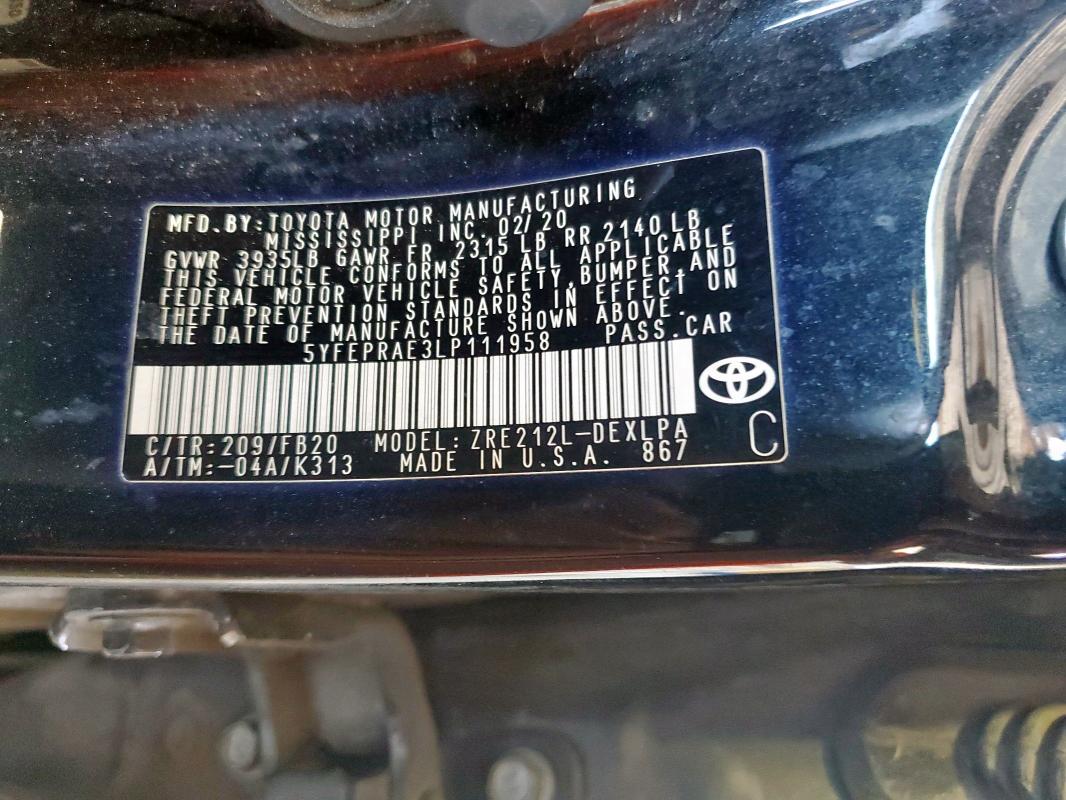 MFD.BY:TOYOTA MOTOR MANUFACTURING
MISSISSIPPI INC. 02/20
GVWR 3935LB GAWR FR 2315 LB RR 2140 LB
THIS VEHICLE CONFORMS TO ALL APPLICABLE
FEDERAL MOTOR VEHICLE SAFETY,BUMPER,AND
THEFT PREVENTION STANDARDS IN EFFECT ON
THE DATE OF MANUFACTURE SHOWN ABOVE.
5YFEPRAE3LP111958 PASS.CAR
C/TR:209/FB20 MODEL: ZRE212L-DEXLPA
A/TM:-04A/K313 MADE IN U.S.A. 867
C